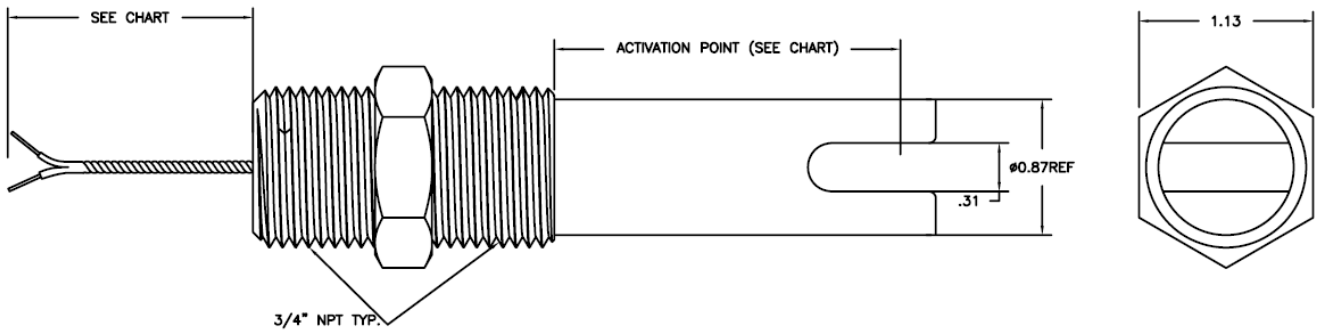 SEE CHART
ACTIVATION POINT (SEE CHART)
1.13
ø0.87REF
.31
3/4" NPT TYP.